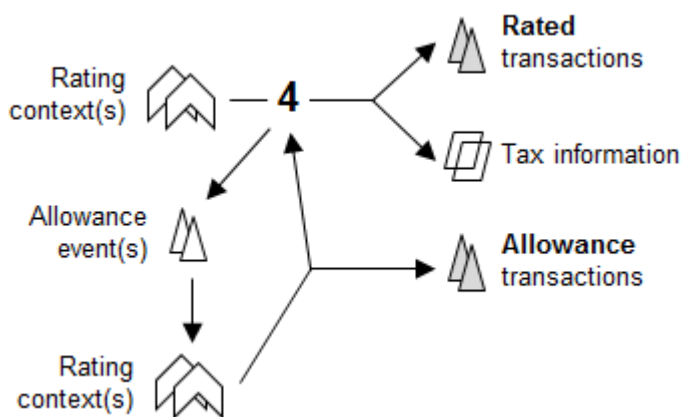 Rated
transactions
Rating
context(s)
4
Tax information
Allowance
event(s)
Allowance
transactions
Rating
context(s)